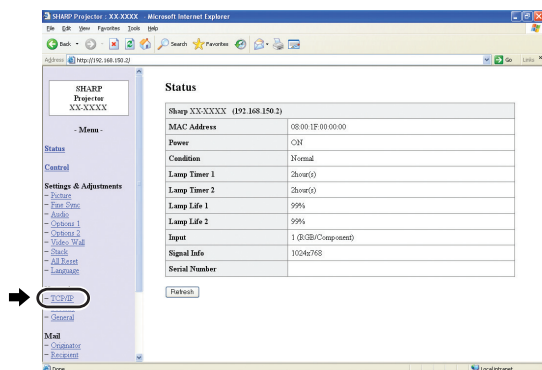 SHARP Projector : XX-XXXX - Microsoft Internet Explorer
File Edit View Favorites Tools Help
Back Search Favorites
Address http://192.168.150.2/ Go Links
SHARP
Projector
XX-XXXX
- Menu -
Status
Control
Settings & Adjustments
- Picture
- Fine Sync
- Audio
- Options 1
- Options 2
- Video Wall
- Stack
- All Reset
- Language
- TCP/IP
- General
Mail
- Originator
- Recipient
Status
Sharp XX-XXXX (192.168.150.2)
MAC Address 08:00:1F:00:00:00
Power ON
Condition Normal
Lamp Timer 1 2hour(s)
Lamp Timer 2 2hour(s)
Lamp Life 1 99%
Lamp Life 2 99%
Input 1 (RGB/Component)
Signal Info 1024x768
Serial Number
Refresh
Done Local intranet